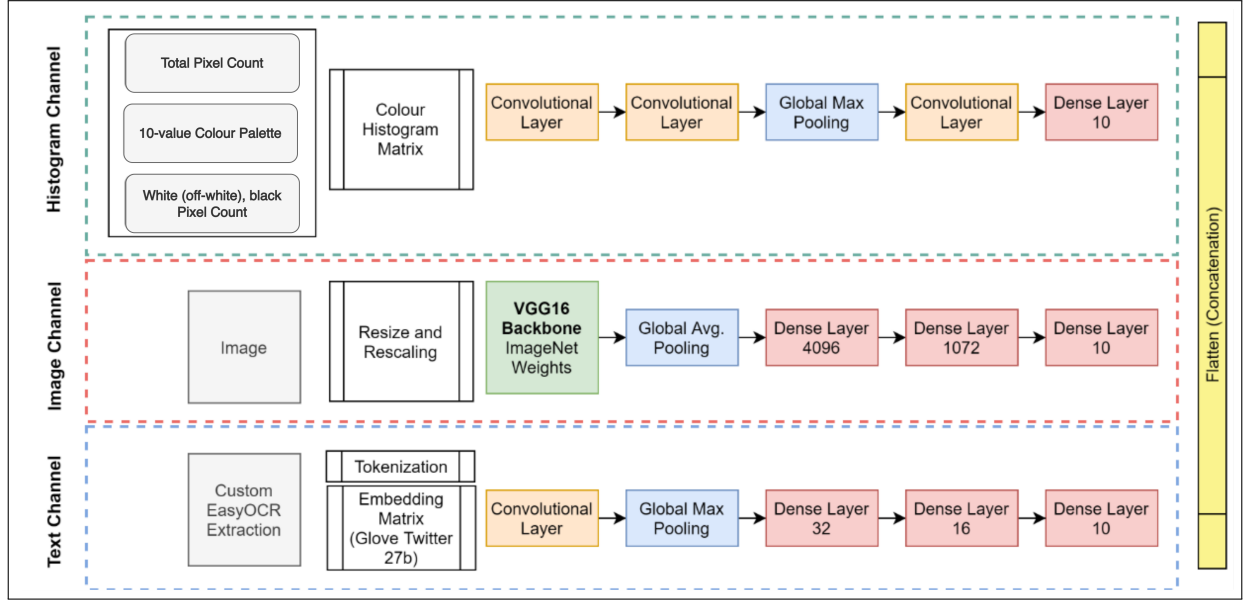 Histogram Channel
Total Pixel Count
10-value Colour Palette
White (off-white), black
Pixel Count
Colour
Histogram
Matrix
Convolutional
Layer
Convolutional
Layer
Global Max
Pooling
Convolutional
Layer
Dense Layer
10
Image Channel
Image
Resize and
Rescaling
VGG16
Backbone
ImageNet
Weights
Global Avg.
Pooling
Dense Layer
4096
Dense Layer
1072
Dense Layer
10
Text Channel
Custom
EasyOCR
Extraction
Tokenization
Embedding
Matrix
(Glove Twitter
27b)
Convolutional
Layer
Global Max
Pooling
Dense Layer
32
Dense Layer
16
Dense Layer
10
Flatten (Concatenation)